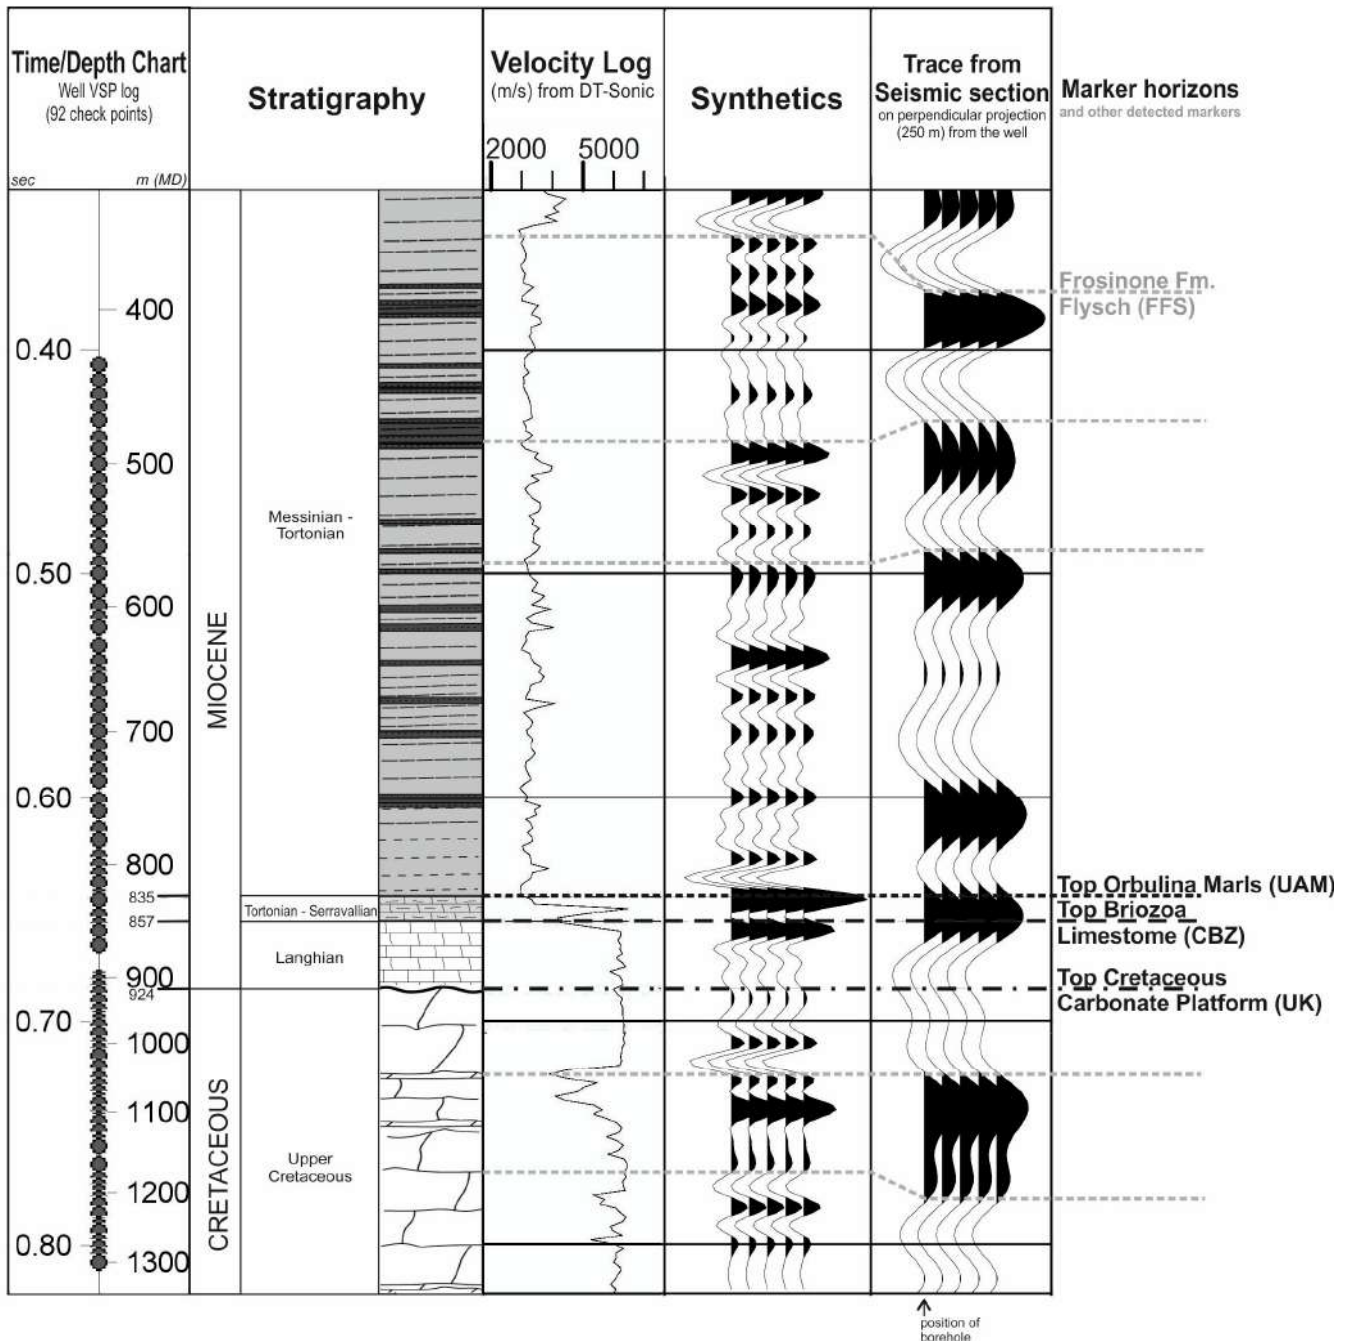 Time/Depth Chart
Well VSP log
(92 check points)
sec
m (MD)
Stratigraphy
Velocity Log
(m/s) from DT-Sonic
2000
5000
Synthetics
Trace from
Seismic section
on perpendicular projection
(250 m) from the well
Marker horizons
and other detected markers
400
0.40
500
0.50
600
700
0.60
800
835
857
900
924
0.70
1000
1100
1200
0.80
1300
MIOCENE
CRETACEOUS
Messinian -
Tortonian
Tortonian - Serravallian
Langhian
Upper
Cretaceous
Frosinone Fm.
Flysch (FFS)
Top Orbulina Marls (UAM)
Top Briozoa
Limestome (CBZ)
Top Cretaceous
Carbonate Platform (UK)
position of
borehole